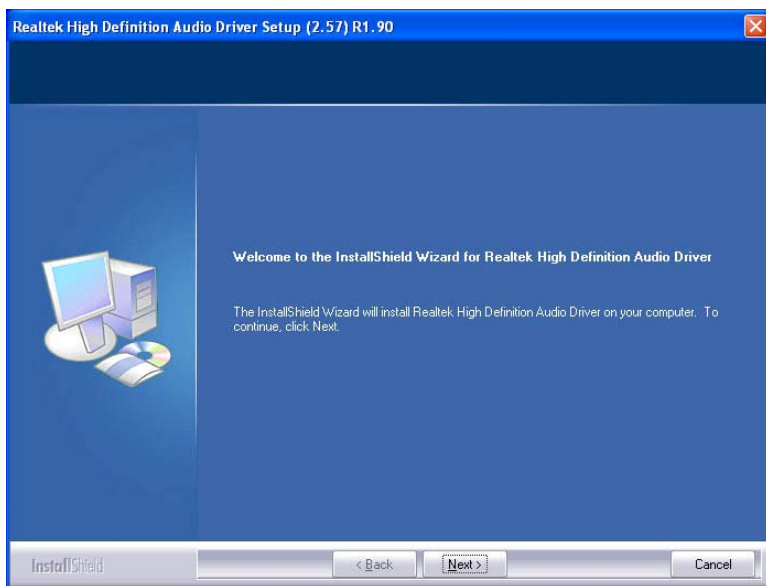 Realtek High Definition Audio Driver Setup (2.57) R1.90
Welcome to the InstallShield Wizard for Realtek High Definition Audio Driver
The InstallShield Wizard will install Realtek High Definition Audio Driver on your computer. To
continue, click Next.
InstallShield
< Back
Next >
Cancel